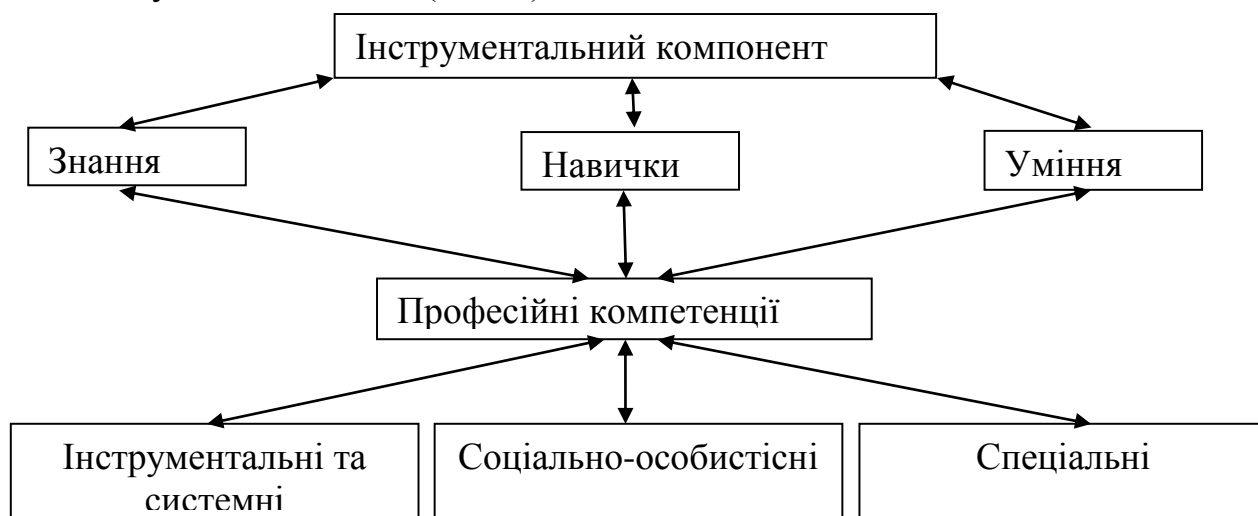 Інструментальний компонент
Знання
Навички
Уміння
Професійні компетенції
Інструментальні та
системні
Соціально-особистісні
Спеціальні